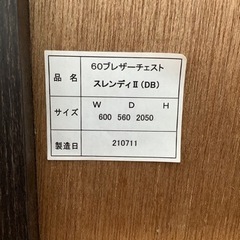 品 名
60ブレザーチェスト
スレンディⅡ(DB)
サイズ
W D H
600 560 2050
製造日
210711